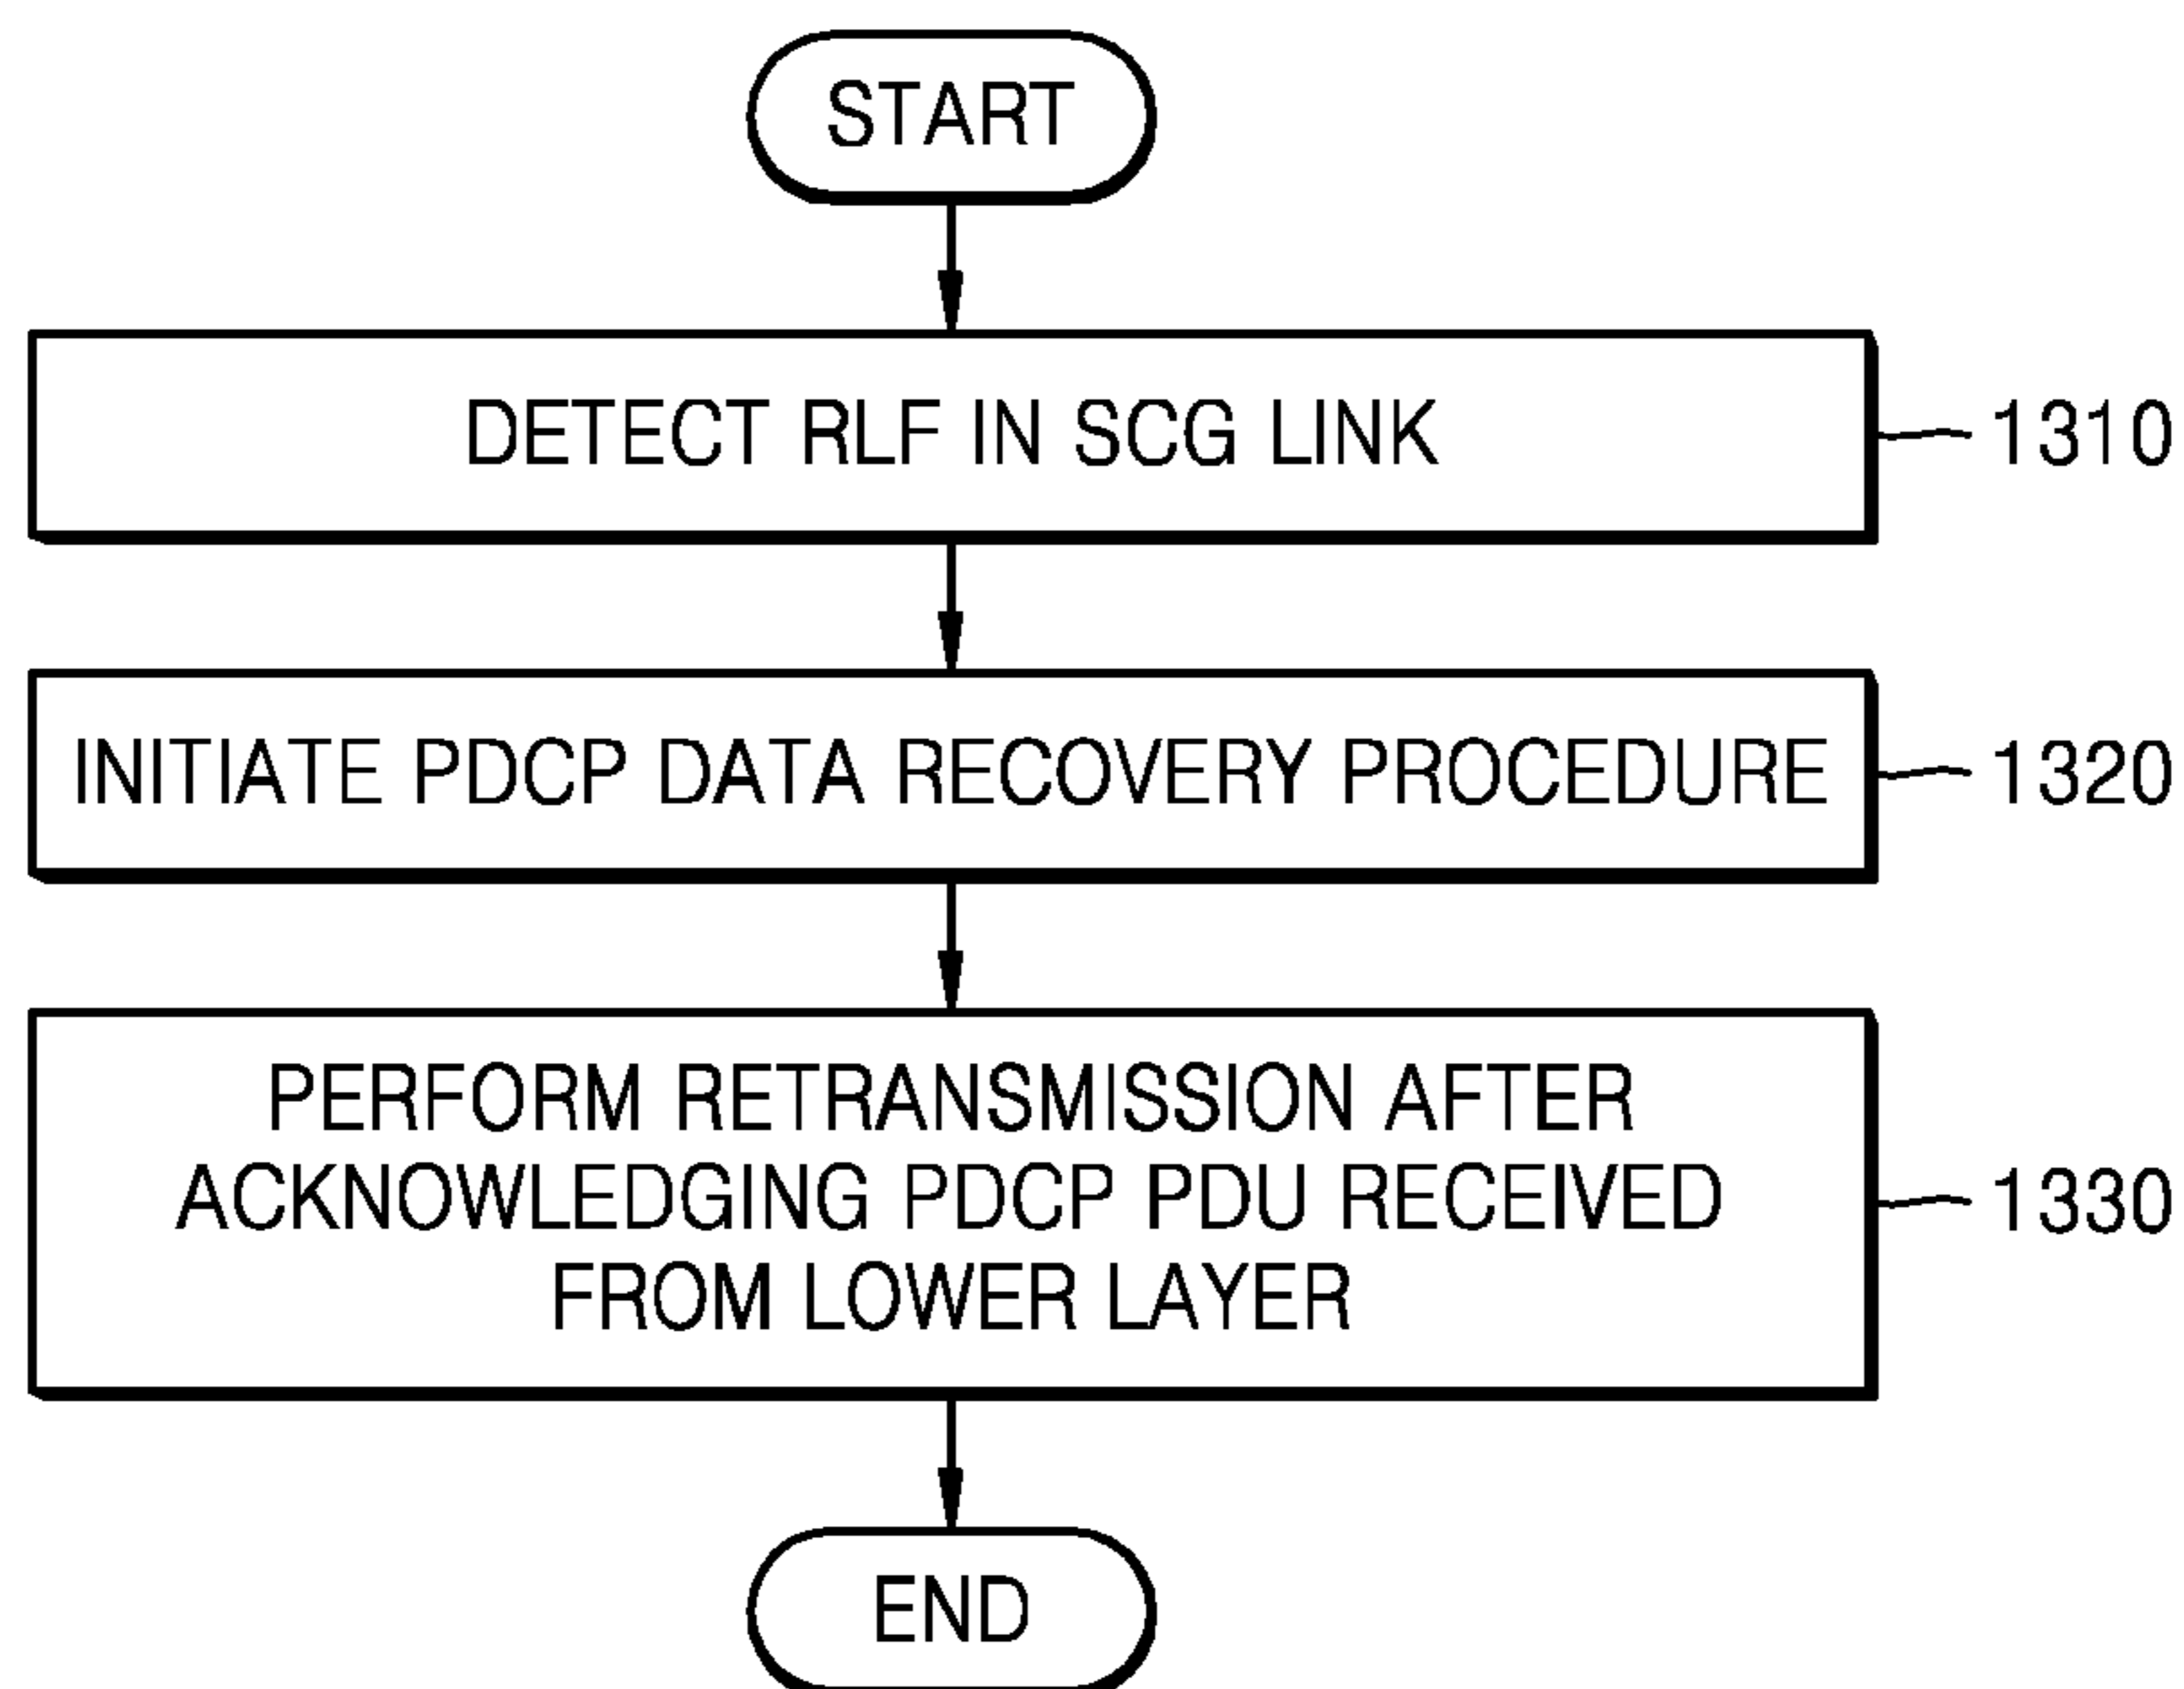 START
DETECT RLF IN SCG LINK
1310
INITIATE PDCP DATA RECOVERY PROCEDURE
1320
PERFORM RETRANSMISSION AFTER
ACKNOWLEDGING PDCP PDU RECEIVED
FROM LOWER LAYER
1330
END